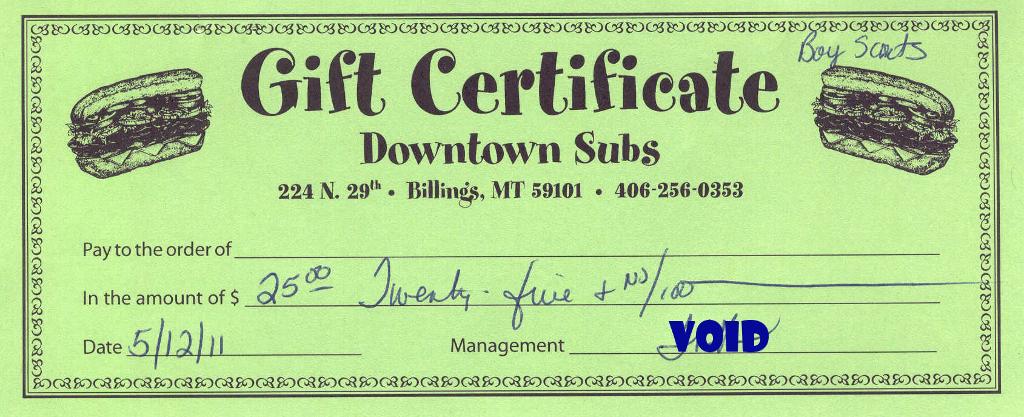 Boy Scouts
Gift Certificate
Downtown Subs
224 N. 29th • Billings, MT 59101 • 406-256-0353
Pay to the order of
In the amount of $ 25 00 Twenty-five & no/100
Date 5/12/11 Management VOID